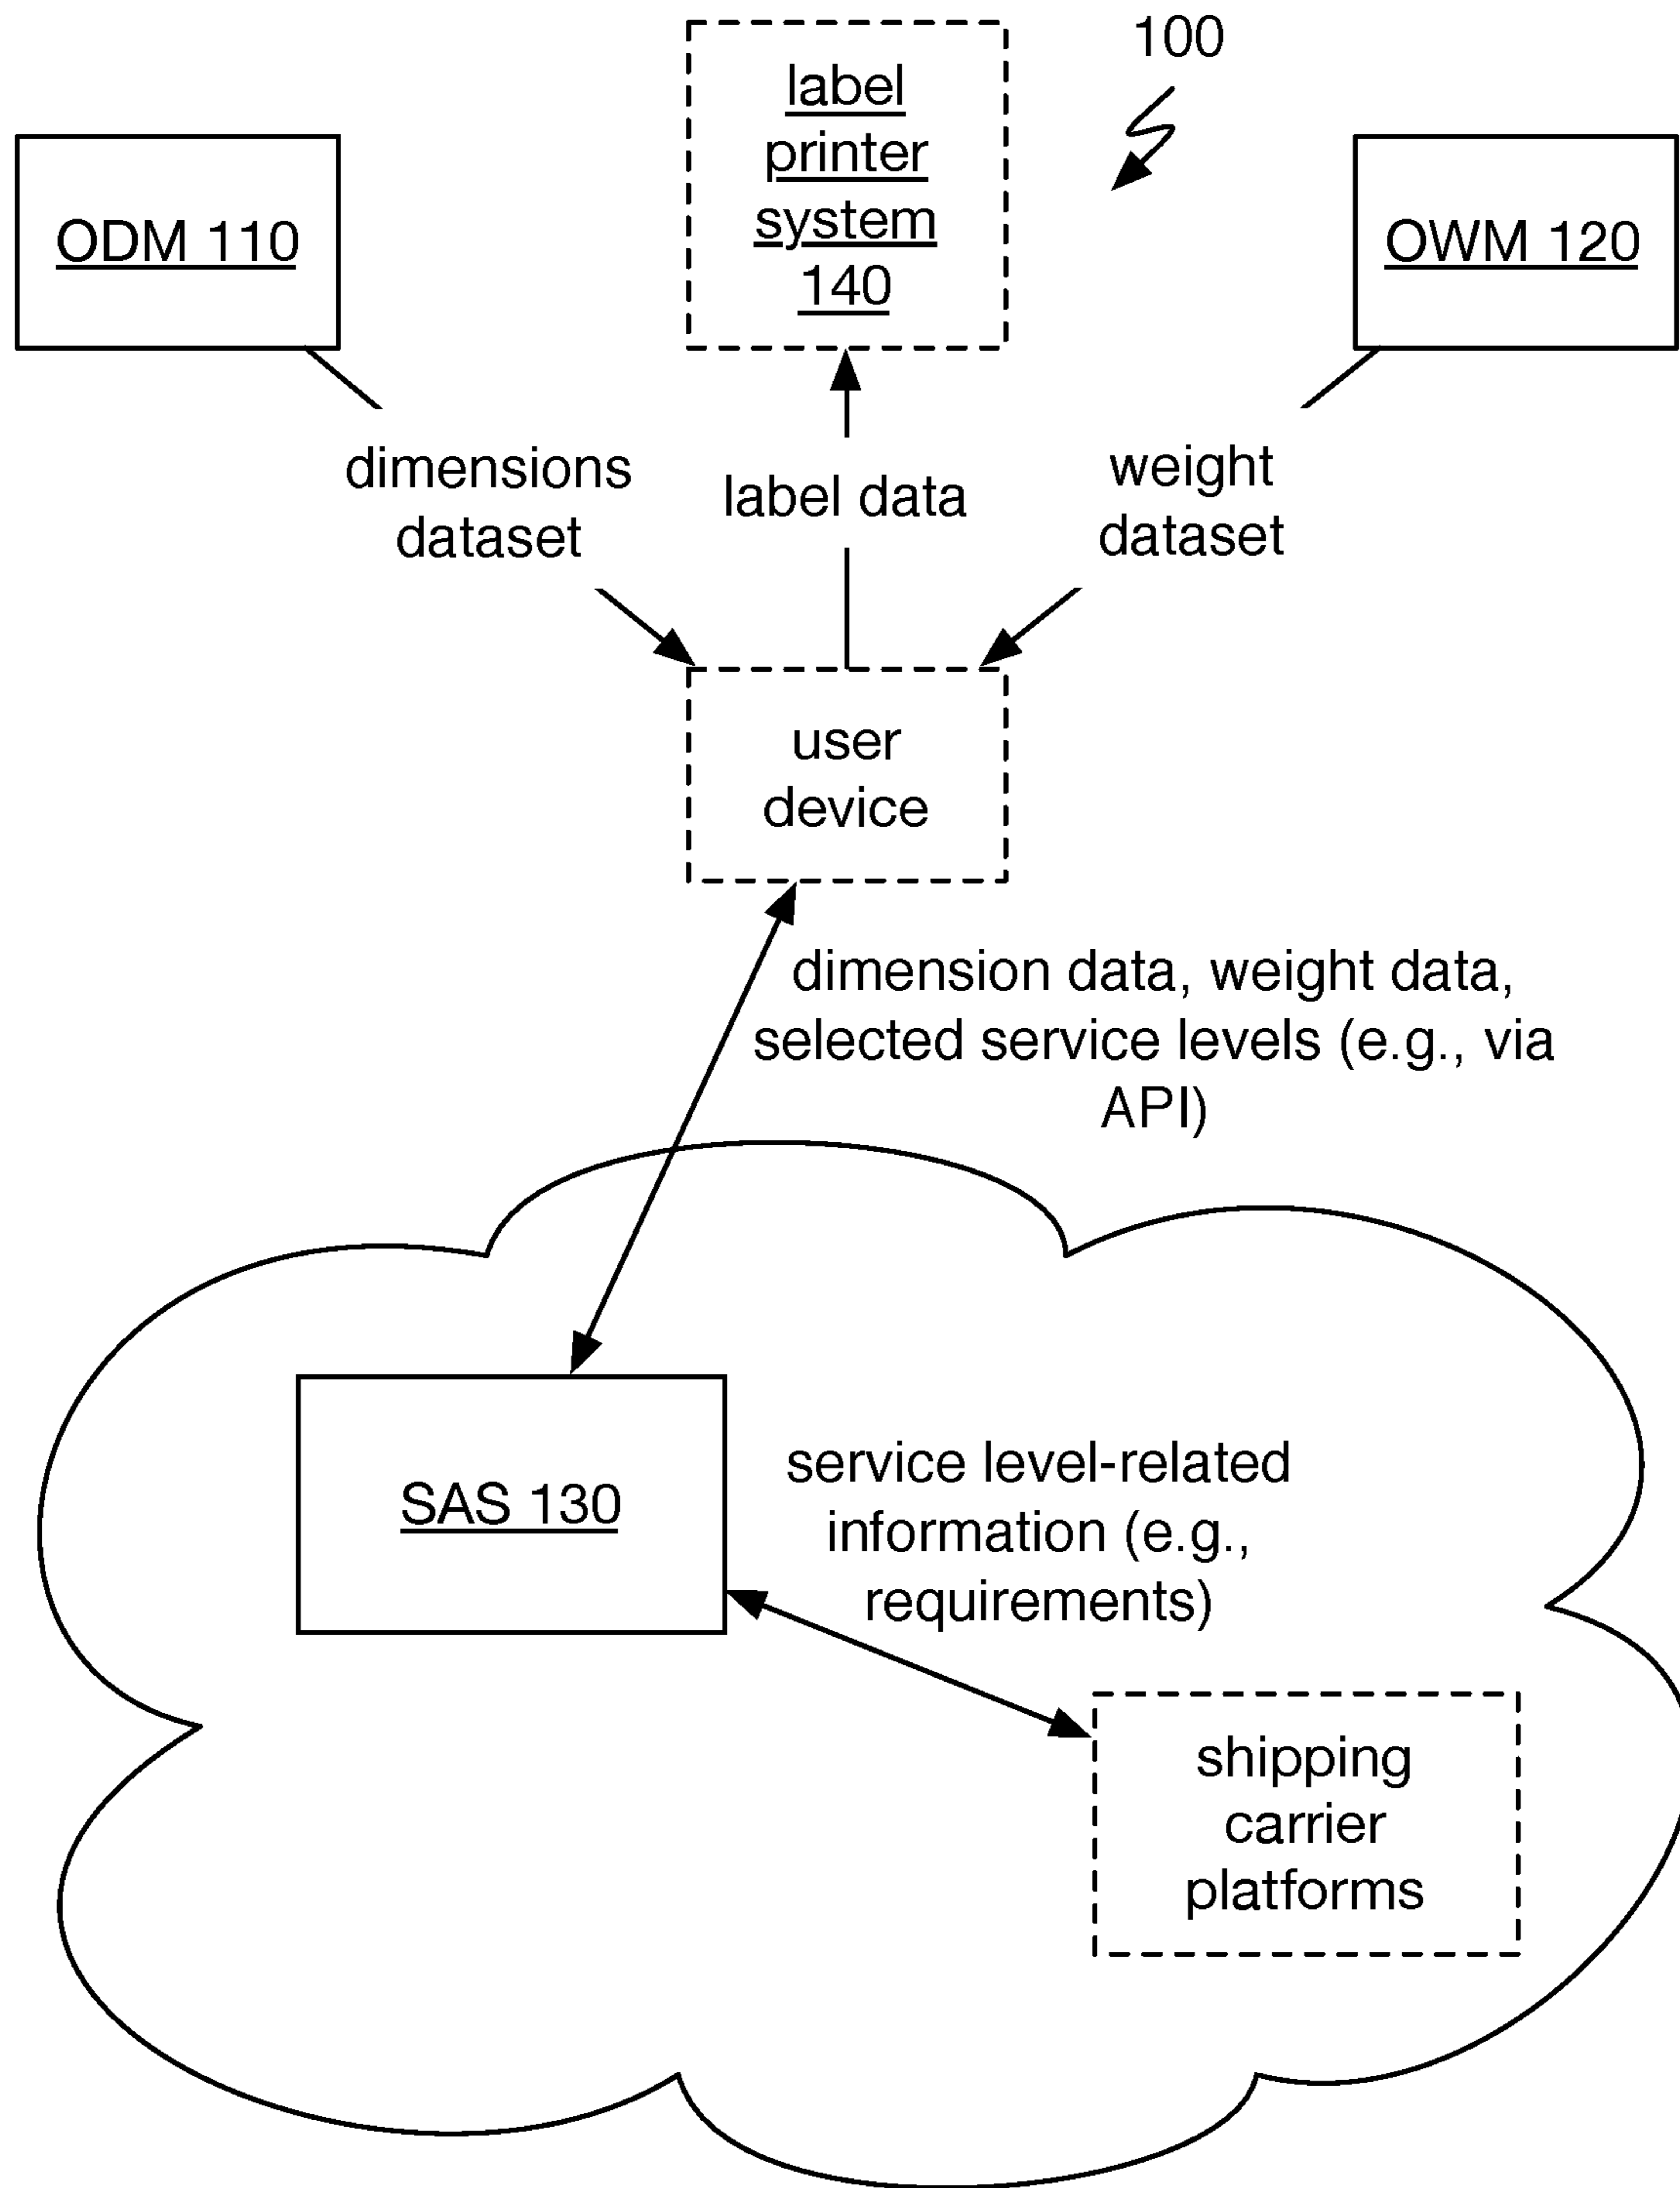 100
label
printer
system
140
ODM 110
OWM 120
dimensions
dataset
label data
weight
dataset
user
device
dimension data, weight data,
selected service levels (e.g., via
API)
SAS 130
service level-related
information (e.g.,
requirements)
shipping
carrier
platforms